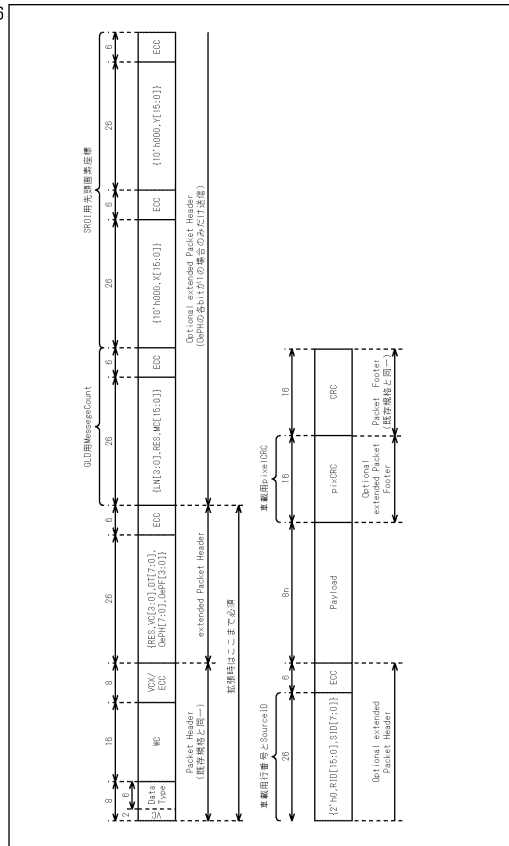 6
SROI用先頭画素座標
GLD用MessegeCount
8
2
6
16
8
26
6
26
6
26
6
26
6
VC
Data
Type
WC
VCX/
ECC
{RES,VC[3:0],DT[7:0],
OePH[7:0],OePF[3:0]}
ECC
{LN[3:0],RES,MC[15:0]}
ECC
{10'h000,X[15:0]}
ECC
{10'h000,Y[15:0]}
ECC
Packet Header
(既存規格と同一)
extended Packet Header
Optional extended Packet Header
(OePHの各bitが1の場合のみだけ送信)
拡張時はここまで必須
車載用行番号とSourceID
車載用pixelCRC
26
6
8n
16
16
{2'h0,RID[15:0],SID[7:0]}
ECC
Payload
pixCRC
CRC
Optional extended
Packet Header
Optional
extended Packet
Footer
Packet Footer
(既存規格と同一)